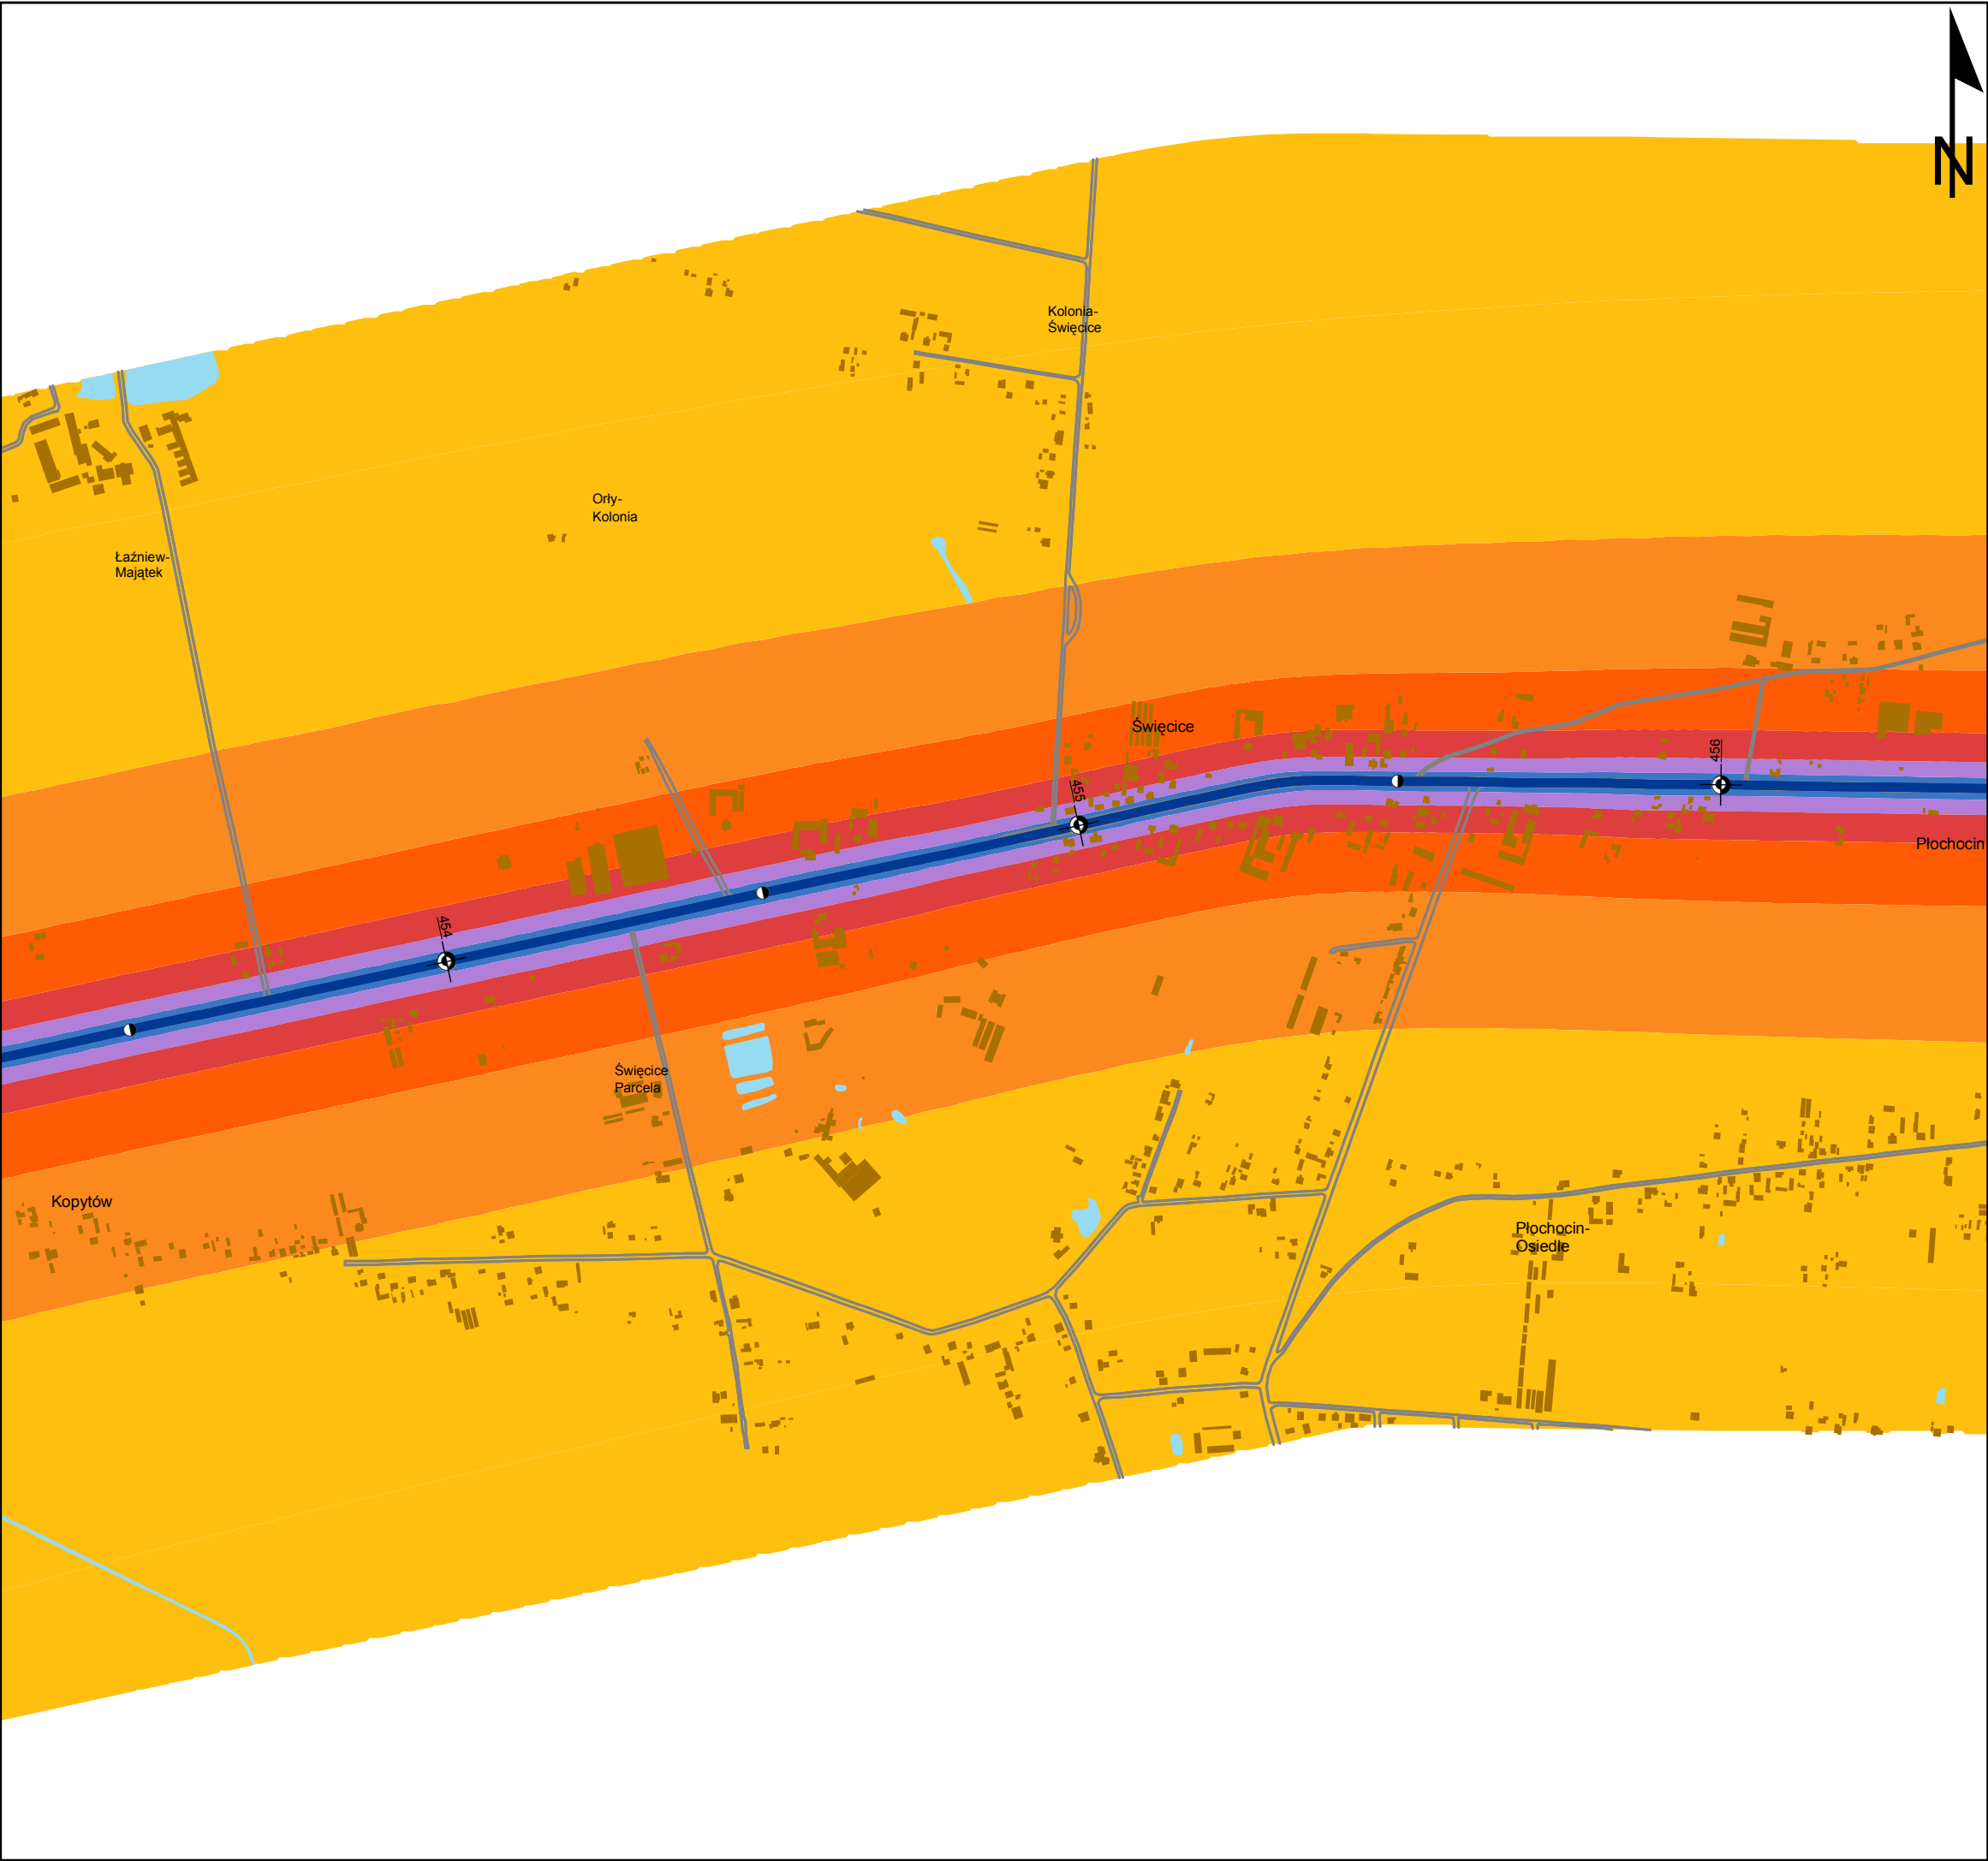 N
Kolonia-
Święcice
Orły-
Kolonia
Łaźniew-
Majątek
Święcice
456
455
Płochocin
454
Święcice
Parcela
Kopytów
Płochocin-
Osiedle